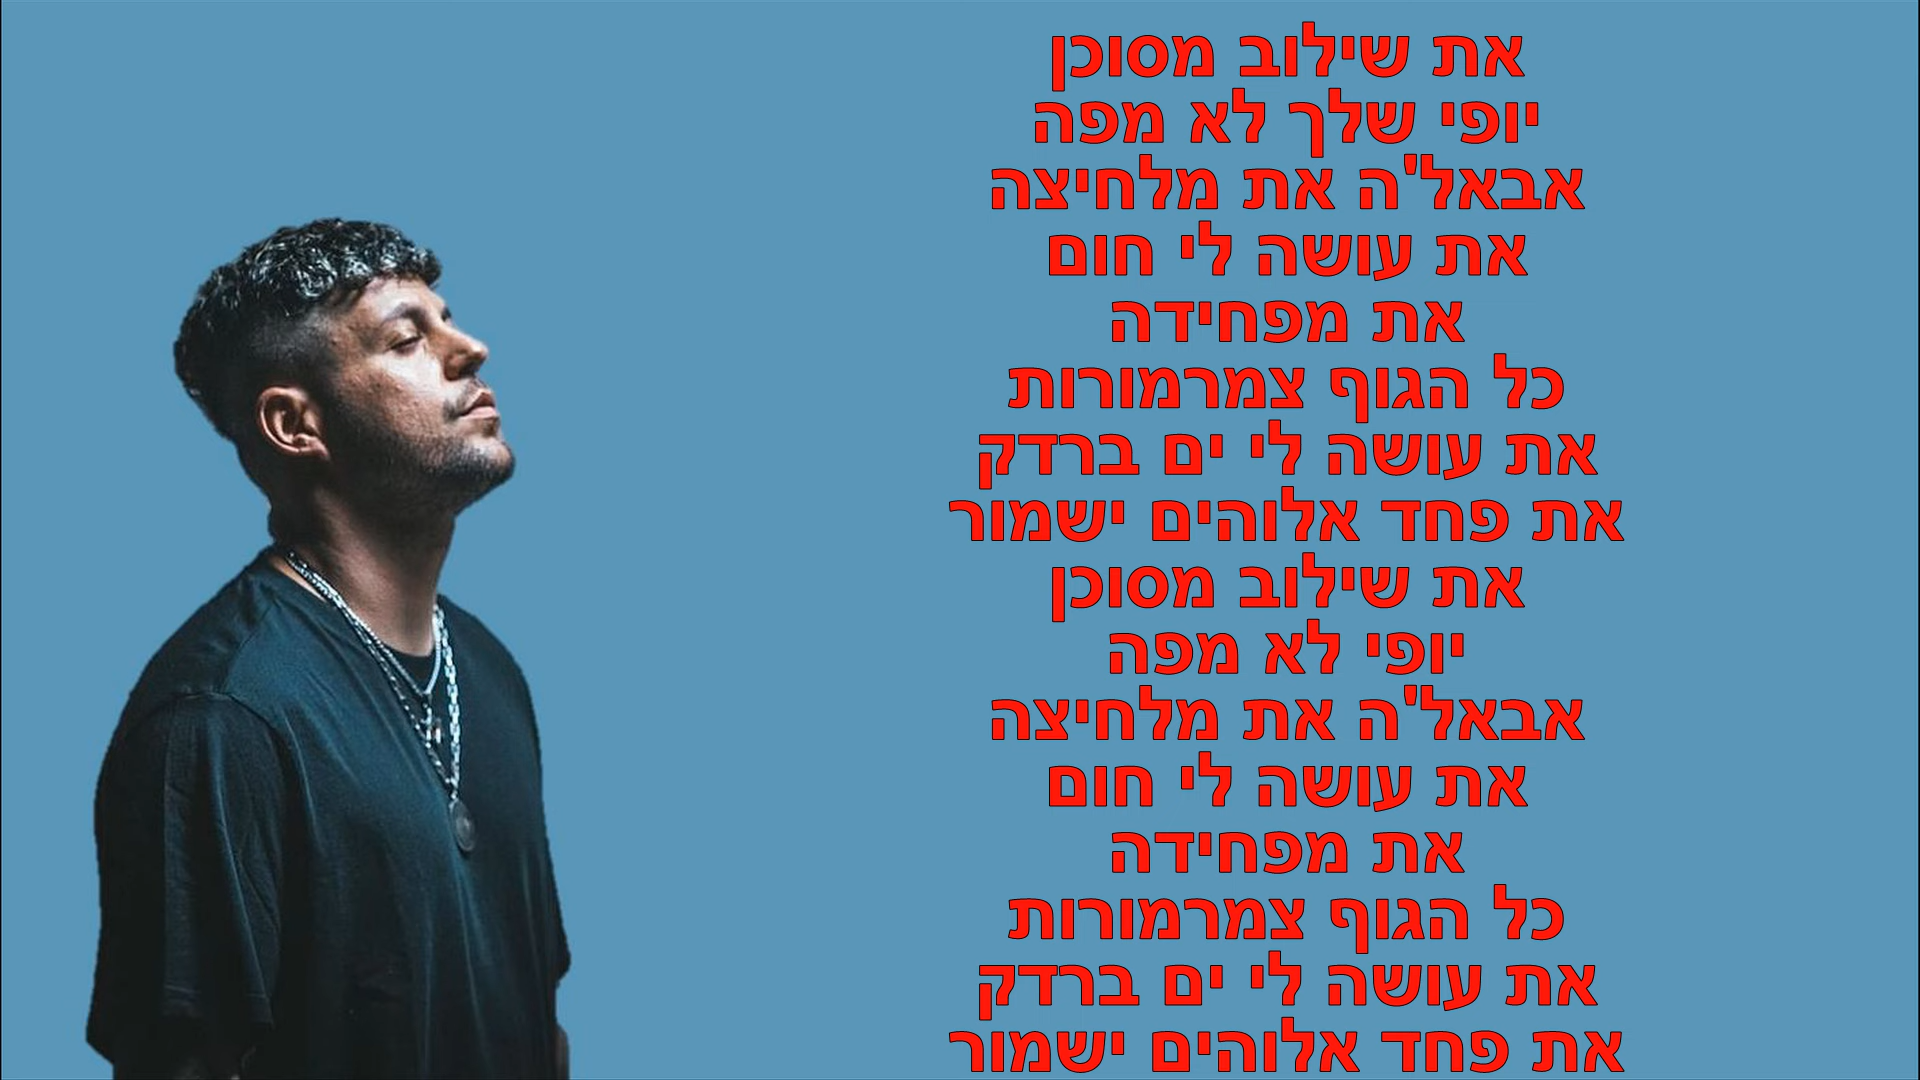 את שילוב מסוכן
יופי שלך לא מפה
אבאל'ה את מלחיצה
את עושה לי חום
את מפחידה
כל הגוף צמרמורות
את עושה לי ים ברדק
את פחד אלוהים ישמור
את שילוב מסוכן
יופי לא מפה
אבאל'ה את מלחיצה
את עושה לי חום
את מפחידה
כל הגוף צמרמורות
את עושה לי ים ברדק
את פחד אלוהים ישמור